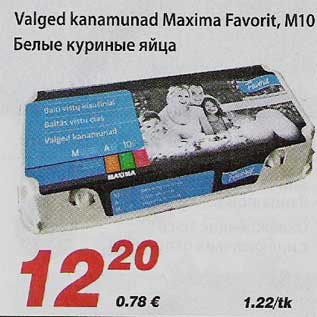 Valged kanamunad Maxima Favorit, M10
Белые куриные яйца
Balti vistų kiaušiniai
Baltās vistu olas
Valged kanamunad
M A 10
MAXIMA
Favorit
12 20
0.78 € 1.22/tk